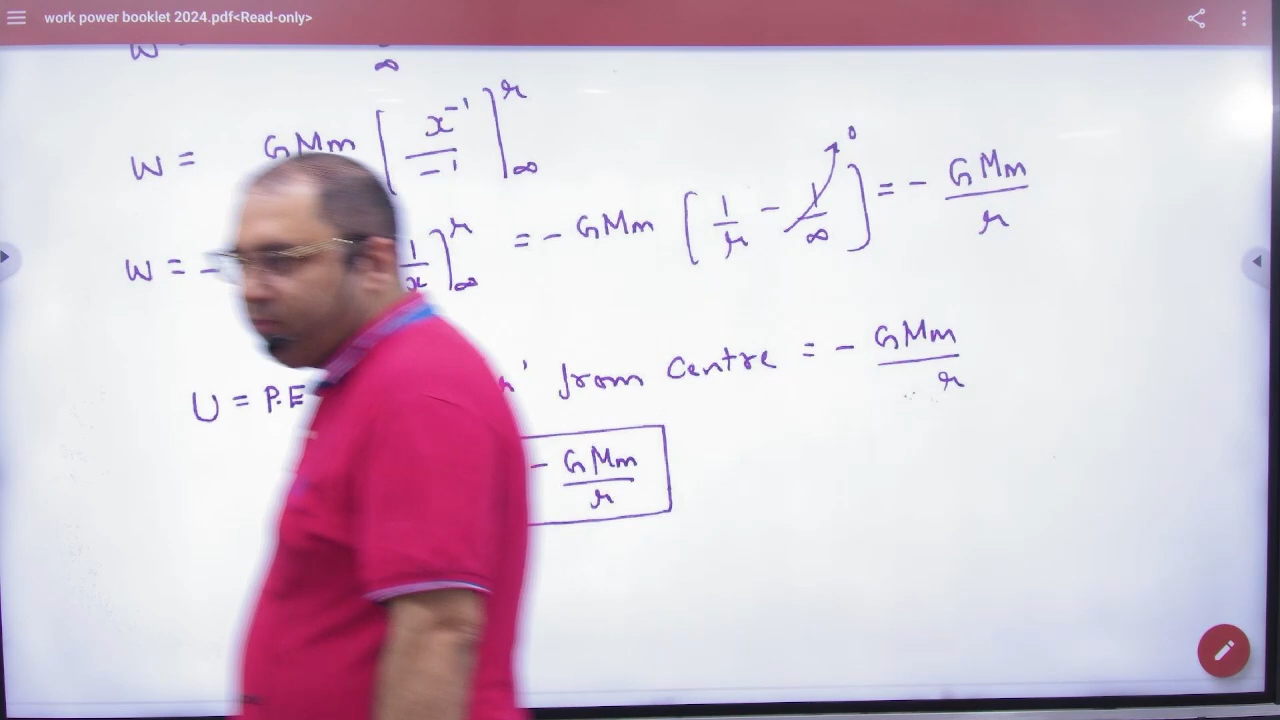 work power booklet 2024.pdf<Read-only>
W
∞
W = GMm [ x⁻¹ / -1 ]ʳ∞
W = - 1/x ]ʳ∞ = - GMm [ 1/r - 1/∞ ] = - GMm/r
0
U = P.E from centre = - GMm/r
- GMm/r